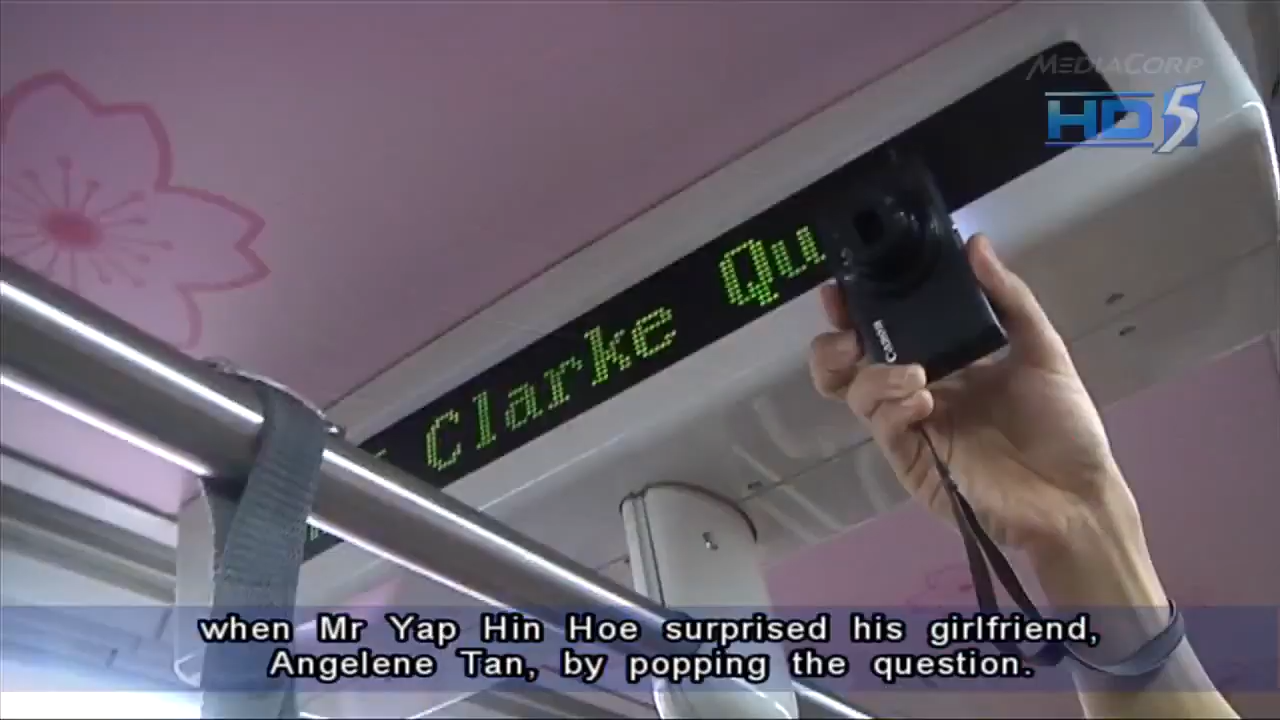 MEDIACORP
HD5
Clarke Qu
Canon
when Mr Yap Hin Hoe surprised his girlfriend,
Angelene Tan, by popping the question.